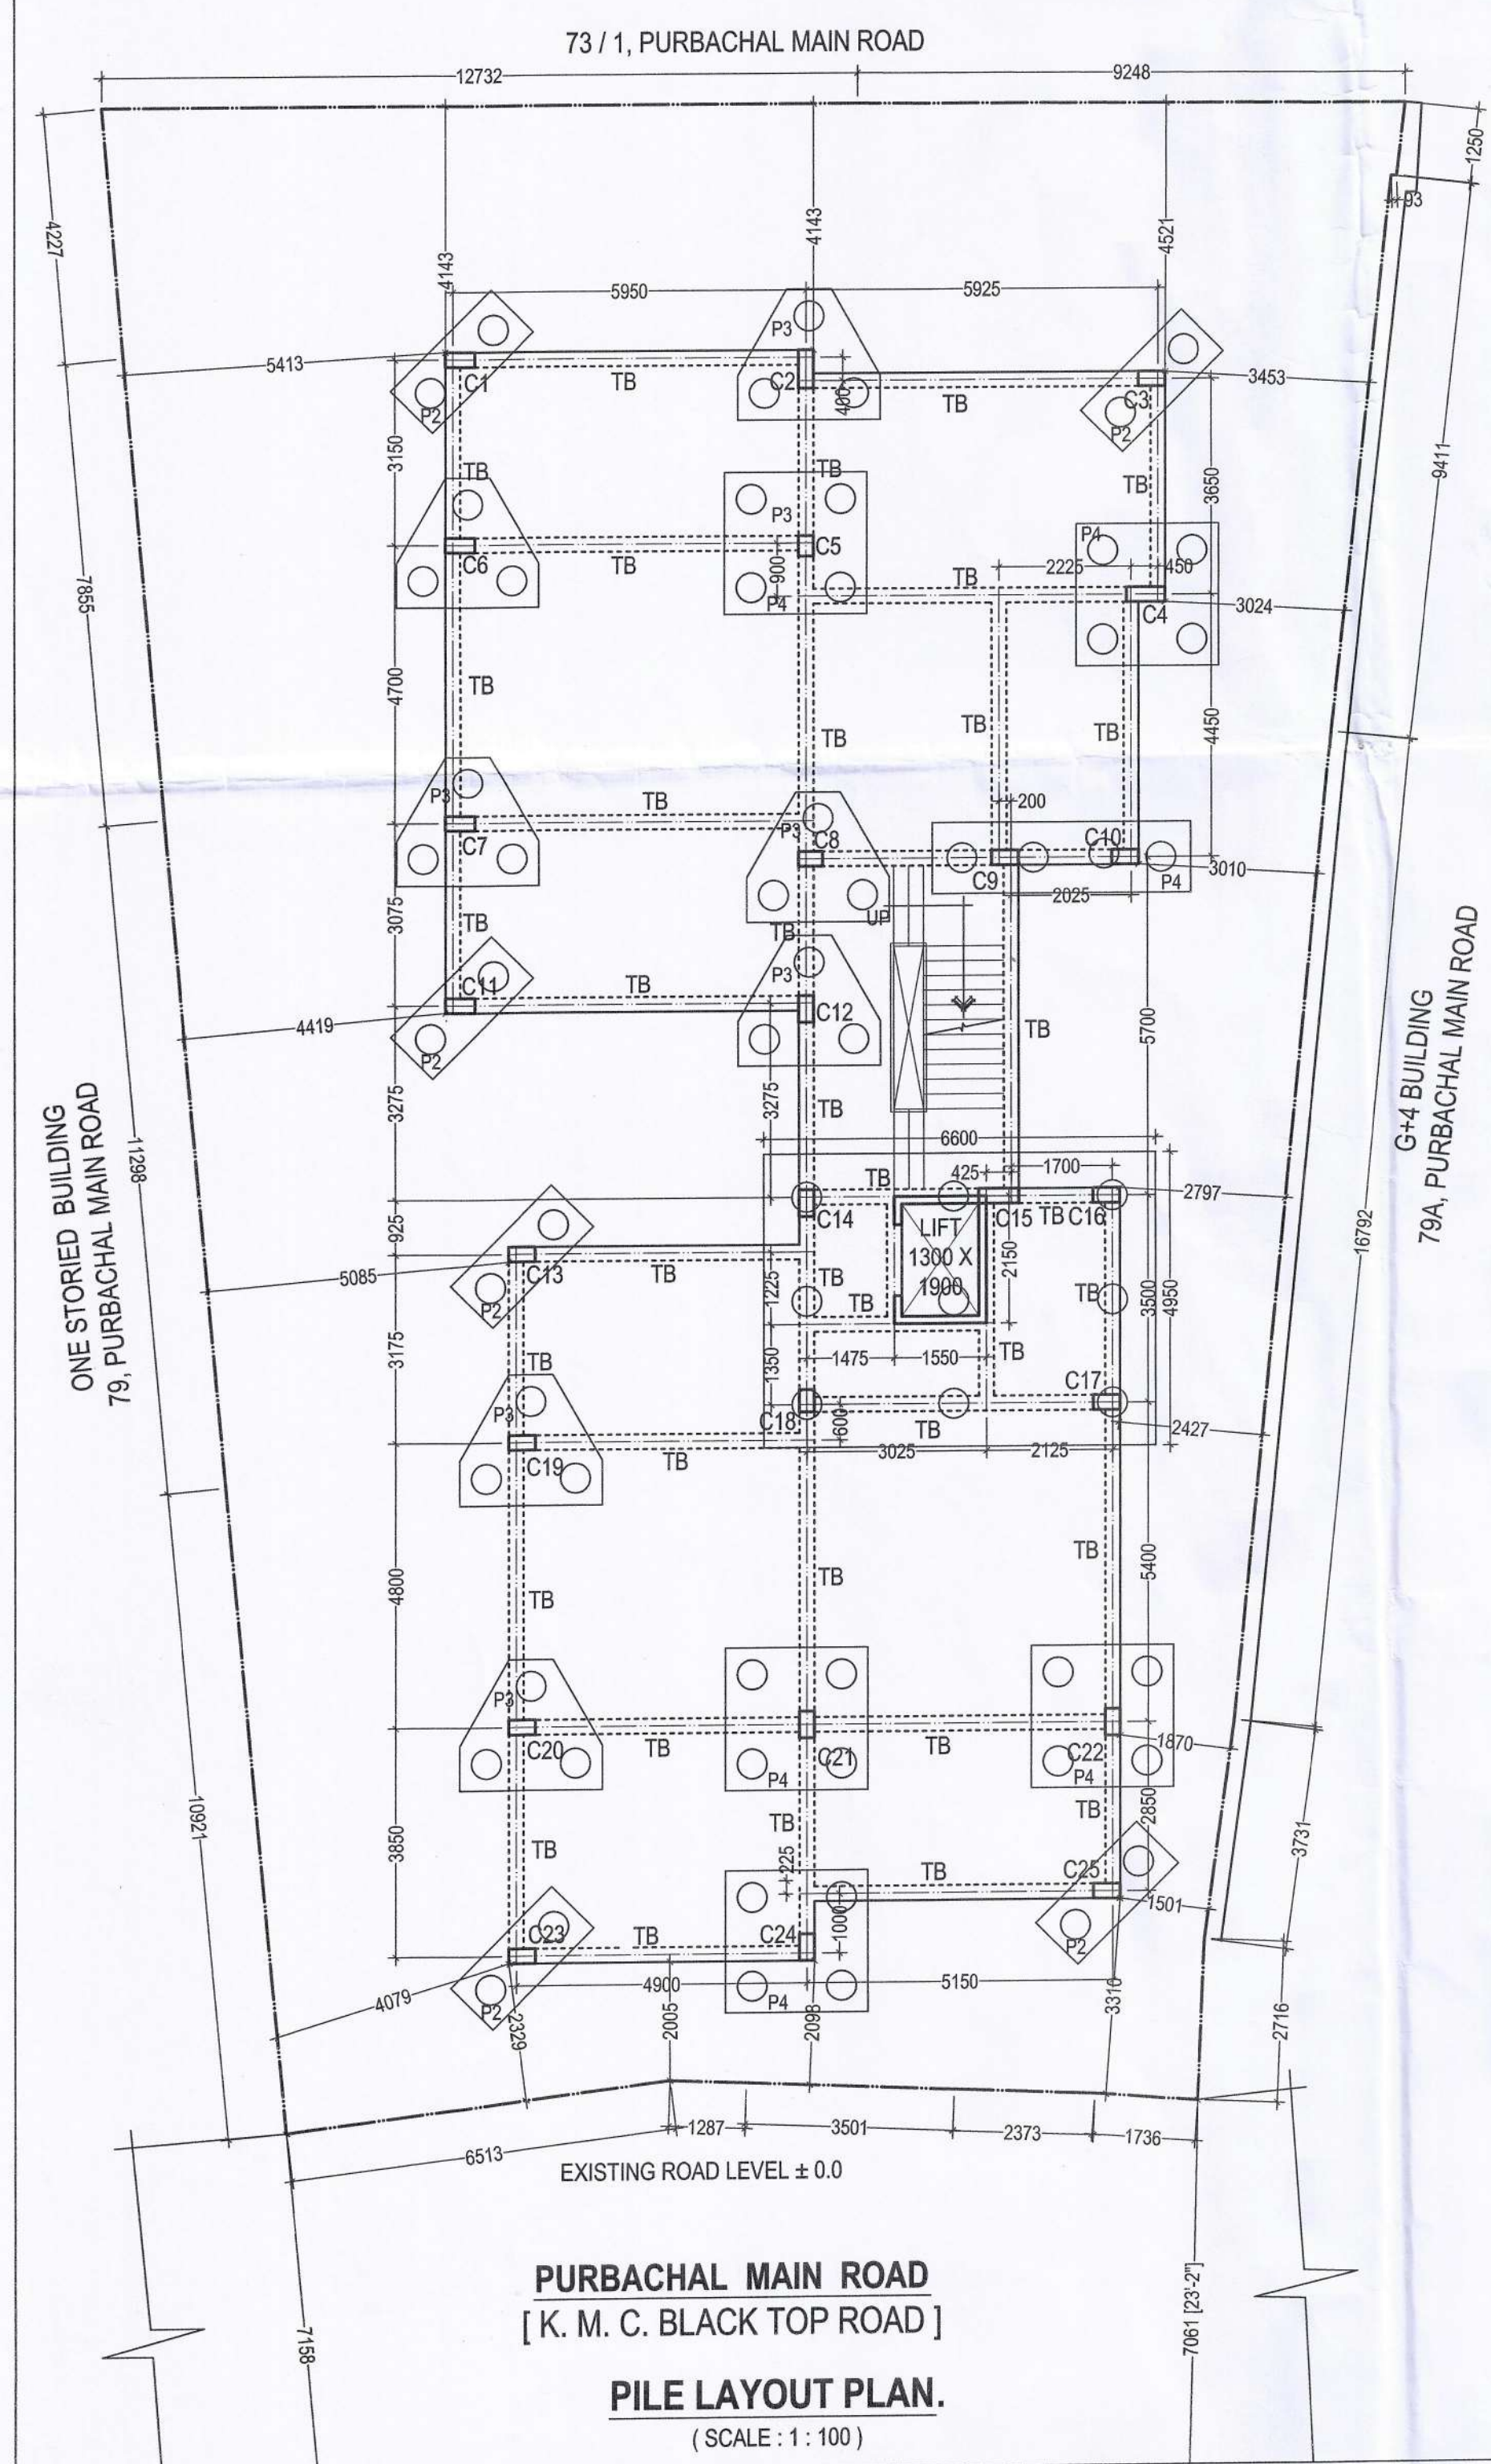 73 / 1, PURBACHAL MAIN ROAD
12732
9248
1250
93
4227
4143
4143
4521
5950
5925
P3
5413
C1
TB
C2
400
TB
C3
3453
P2
P2
3150
TB
TB
TB
3650
9411
P3
P4
C6
TB
C5
900
TB
2225
450
7855
P4
C4
3024
4700
TB
TB
TB
TB
4450
P3
TB
P3
200
C7
C8
C9
C10
3010
P4
2025
3075
TB
UP
TB
C11
TB
P3
C12
TB
5700
4419
P2
G+4 BUILDING
79A, PURBACHAL MAIN ROAD
ONE STORIED BUILDING
79, PURBACHAL MAIN ROAD
11298
3275
3275
TB
6600
TB
425
1700
2797
C14
C15
TB
C16
LIFT
1300 X
1900
2150
16792
925
C13
TB
5085
P2
1225
TB
TB
TB
3500
4950
3175
TB
1350
1475
1550
TB
C17
P3
C18
600
TB
2427
C19
TB
3025
2125
4800
TB
TB
TB
5400
P3
C20
TB
C21
TB
C22
1870
P4
P4
10921
3850
TB
TB
TB
2850
3731
225
TB
C25
1501
C23
TB
C24
1000
P2
4079
P2
4900
P4
5150
2329
2005
2098
3310
2716
1287
3501
2373
1736
6513
EXISTING ROAD LEVEL ± 0.0
PURBACHAL MAIN ROAD
[ K. M. C. BLACK TOP ROAD ]
7158
7061 [23'-2"]
PILE LAYOUT PLAN.
( SCALE : 1 : 100 )